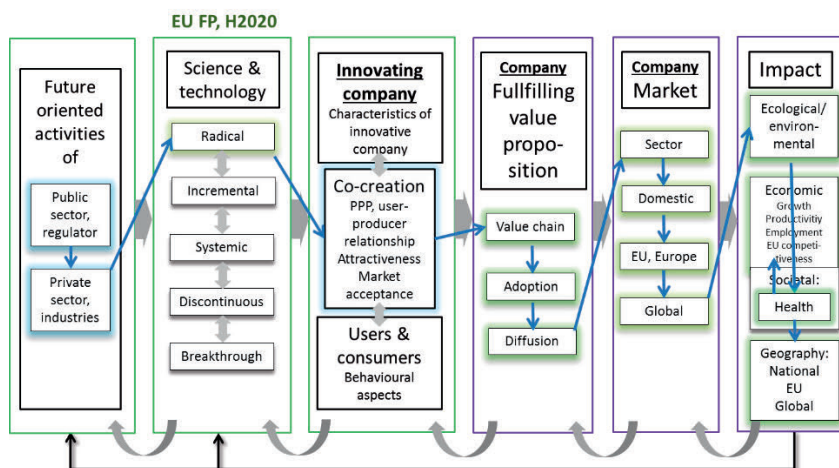 EU FP, H2020
Future
oriented
activities
of
Public
sector,
regulator
Private
sector,
industries
Science &
technology
Radical
Incremental
Systemic
Discontinuous
Breakthrough
Innovating
company
Characteristics of
innovative
company
Co-creation
PPP, user-
producer
relationship
Attractiveness
Market
acceptance
Users &
consumers
Behavioural
aspects
Company
Fullfilling
value
propo-
sition
Value chain
Adoption
Diffusion
Company
Market
Sector
Domestic
EU, Europe
Global
Impact
Ecological/
environ-
mental
Economic
Growth
Productivitiy
Employment
EU competi-
tiveness
Societal:
Health
Geography:
National
EU
Global